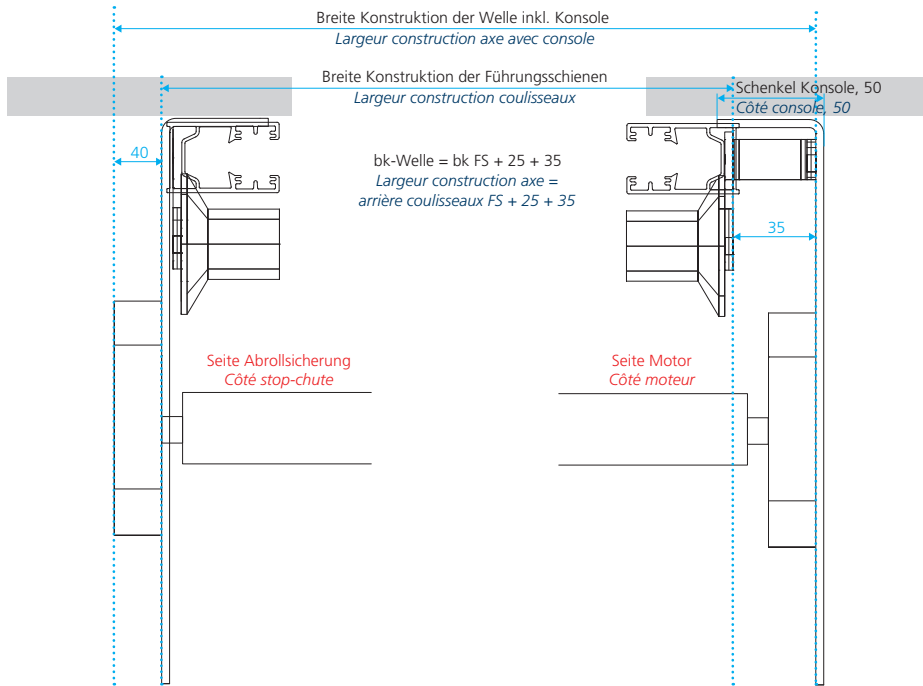 Breite Konstruktion der Welle inkl. Konsole
Largeur construction axe avec console
Breite Konstruktion der Führungsschienen
Largeur construction coulisseaux
Schenkel Konsole, 50
Côté console, 50
40
bk-Welle = bk FS + 25 + 35
Largeur construction axe =
arrière coulisseaux FS + 25 + 35
35
Seite Abrollsicherung
Côté stop-chute
Seite Motor
Côté moteur